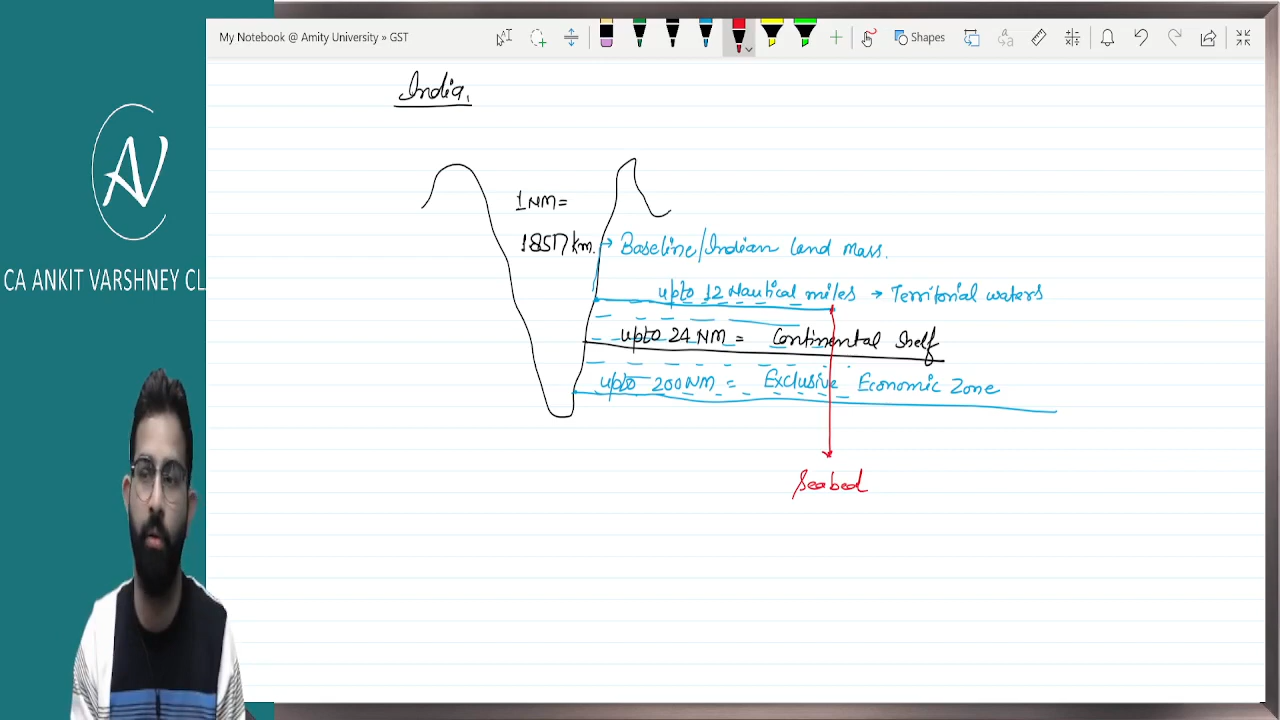 My Notebook @ Amity University » GST
Shapes
India.
1 NM =
1.857 km.
→ Baseline/Indian land Mass.
upto 12 Nautical miles → Territorial waters
upto 24 NM = Continental Shelf
upto 200 NM = Exclusive Economic Zone
Seabed
AV
CA ANKIT VARSHNEY CL